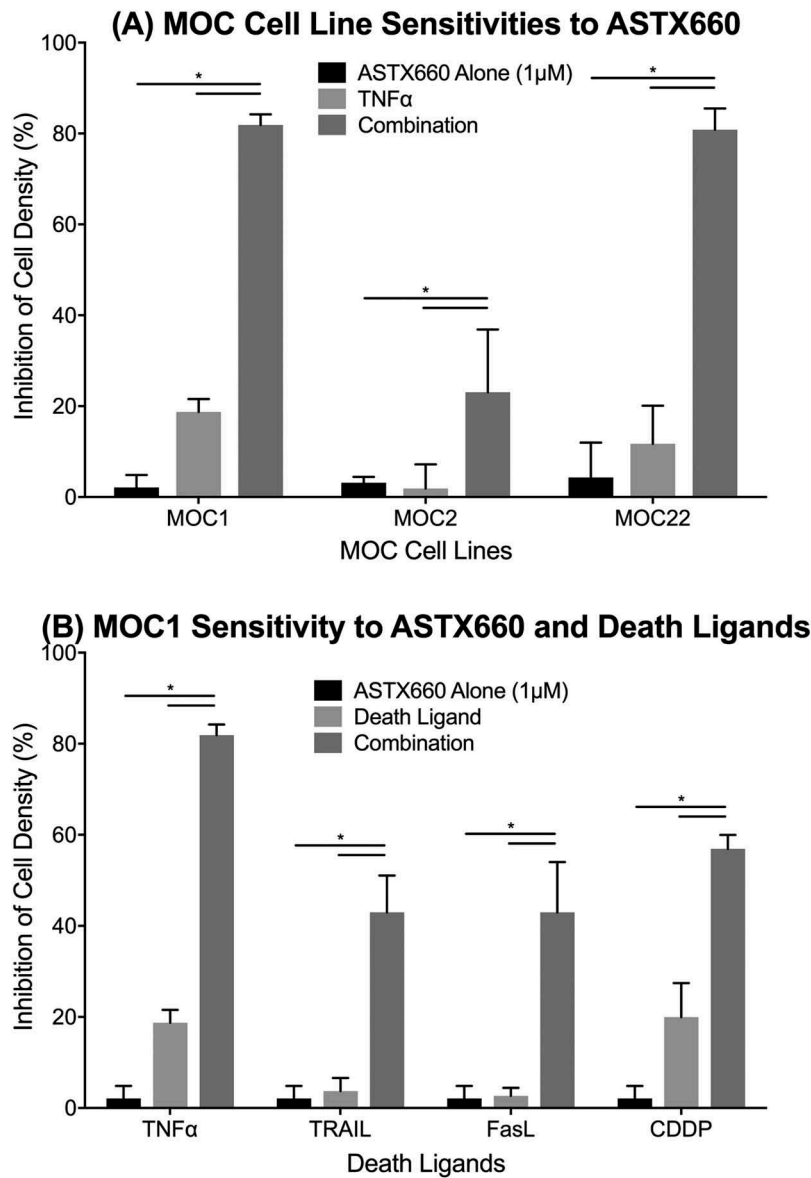 (A) MOC Cell Line Sensitivities to ASTX660
Inhibition of Cell Density (%)
100
80
60
40
20
0
ASTX660 Alone (1µM)
TNFα
Combination
*
*
*
MOC1
MOC2
MOC22
MOC Cell Lines
(B) MOC1 Sensitivity to ASTX660 and Death Ligands
Inhibition of Cell Density (%)
100
80
60
40
20
0
ASTX660 Alone (1µM)
Death Ligand
Combination
*
*
*
*
TNFα
TRAIL
FasL
CDDP
Death Ligands